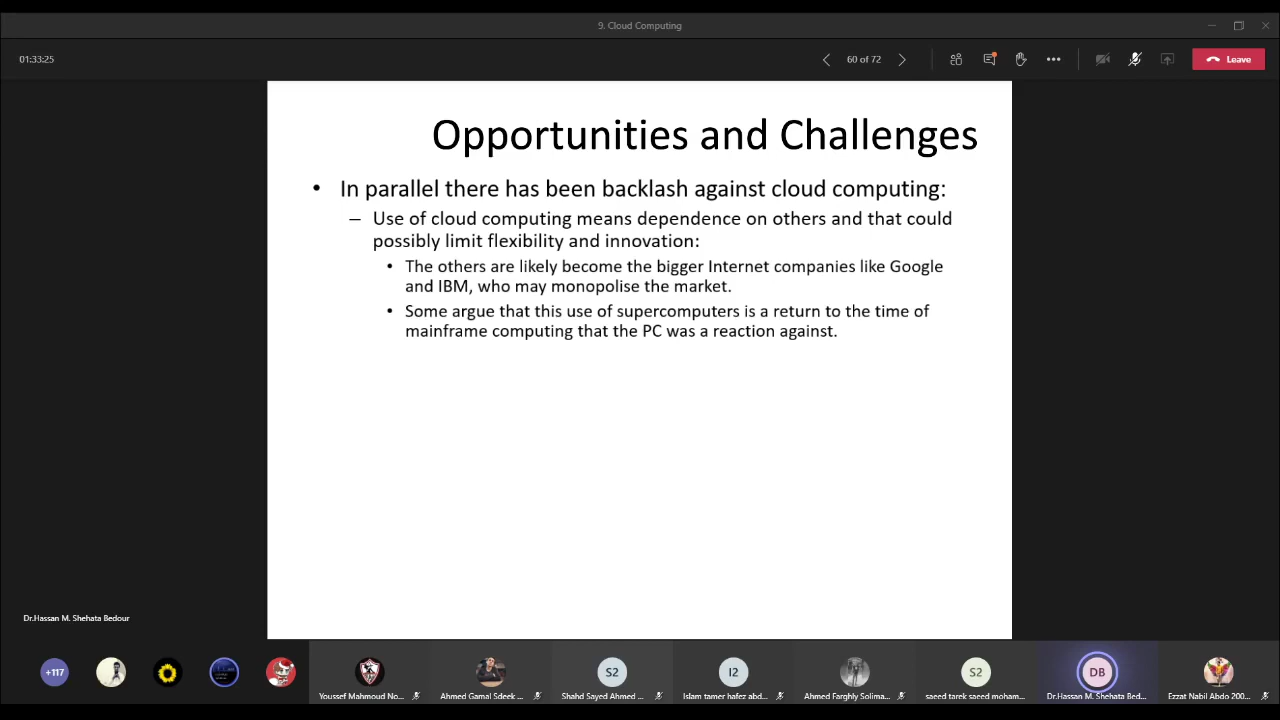 9. Cloud Computing
01:33:25
60 of 72
Leave
Opportunities and Challenges
• In parallel there has been backlash against cloud computing:
– Use of cloud computing means dependence on others and that could
possibly limit flexibility and innovation:
• The others are likely become the bigger Internet companies like Google
and IBM, who may monopolise the market.
• Some argue that this use of supercomputers is a return to the time of
mainframe computing that the PC was a reaction against.
Dr.Hassan M. Shehata Bedour
+117
S2
I2
S2
DB
Youssef Mahmoud No...
Ahmed Gamal Sdeek ...
Shahd Sayed Ahmed ...
Islam tamer hafez abd...
Ahmed Farghly Solima...
saeed tarek saeed moham...
Dr.Hassan M. Shehata Bed...
Ezzat Nabil Abdo 200...